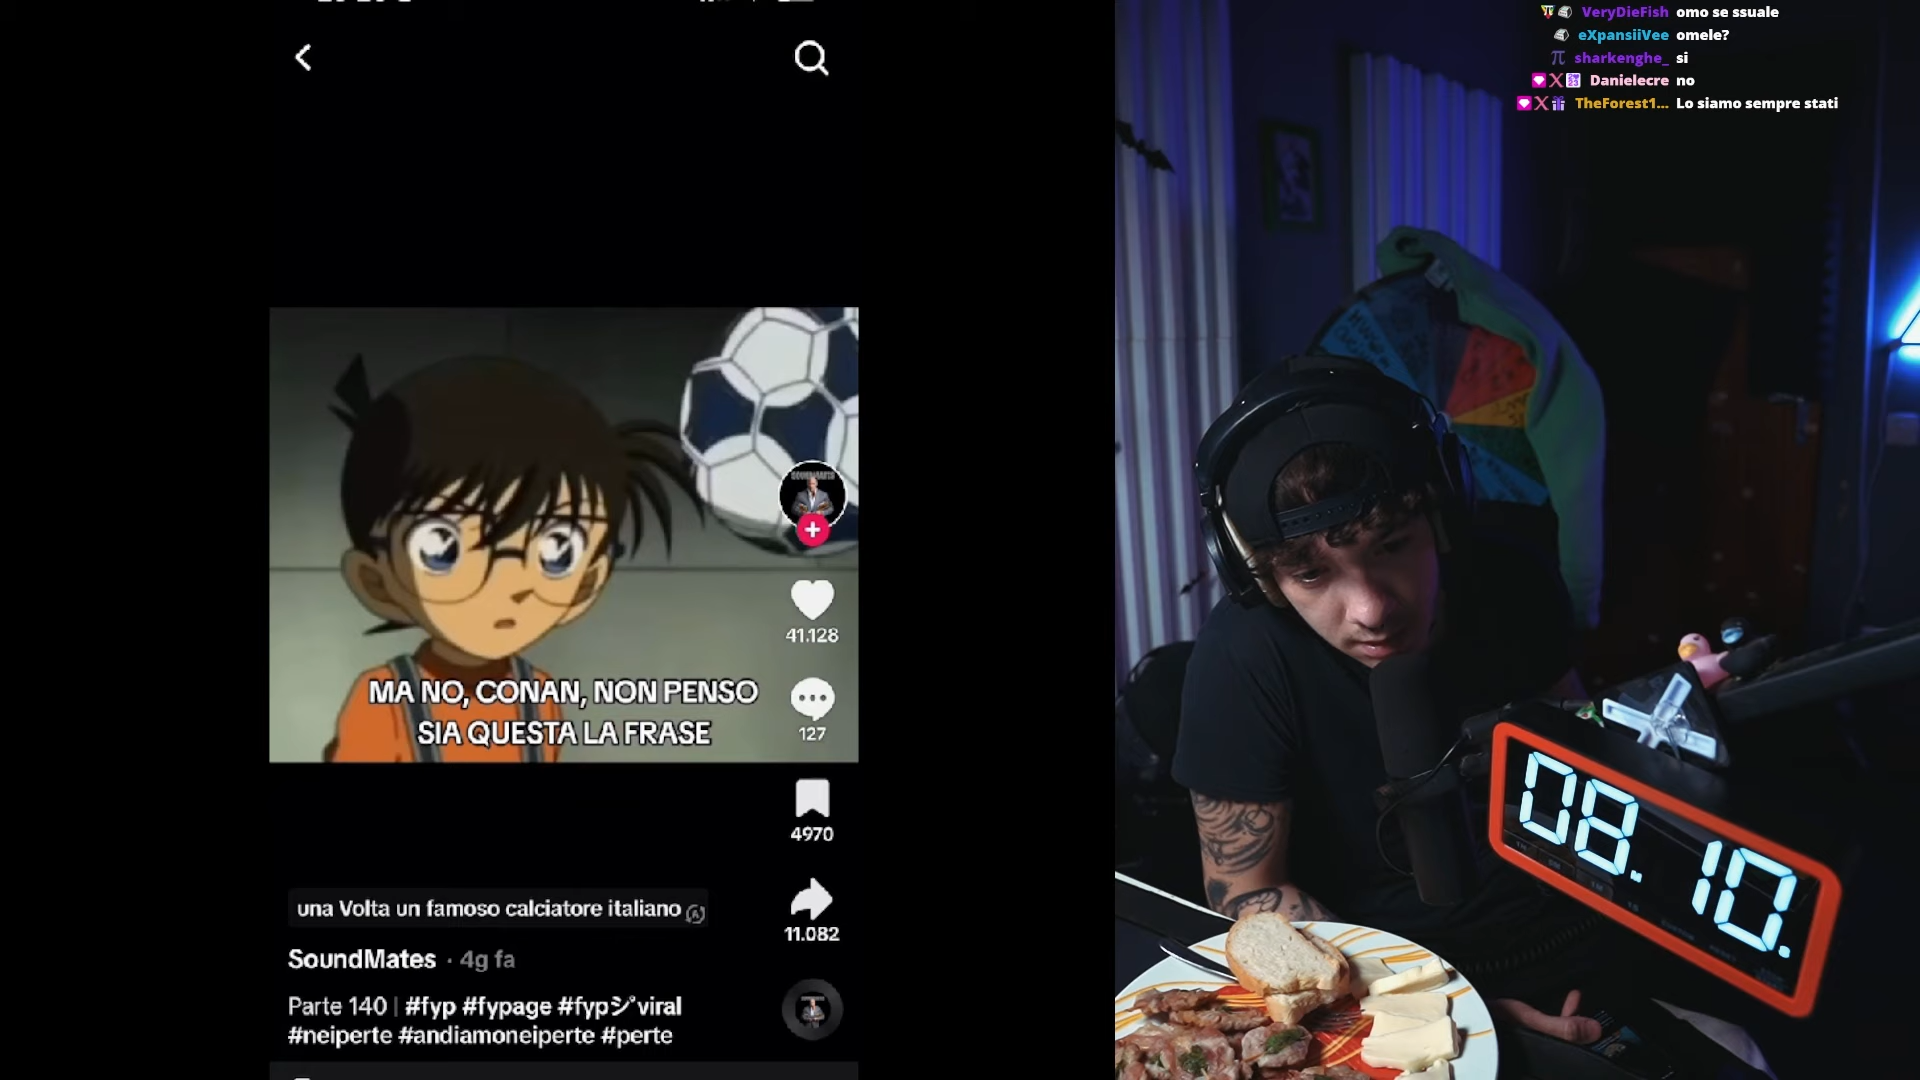 MA NO, CONAN, NON PENSO
SIA QUESTA LA FRASE
41.128
127
4970
11.082
una Volta un famoso calciatore italiano
SoundMates · 4g fa
Parte 140 | #fyp #fypage #fypシ゚viral
#neiperte #andiamoneiperte #perte
VeryDieFish omo se ssuale
eXpansiiVee omele?
sharkenghe_ si
Danielecre no
TheForest1... Lo siamo sempre stati
08. 10.